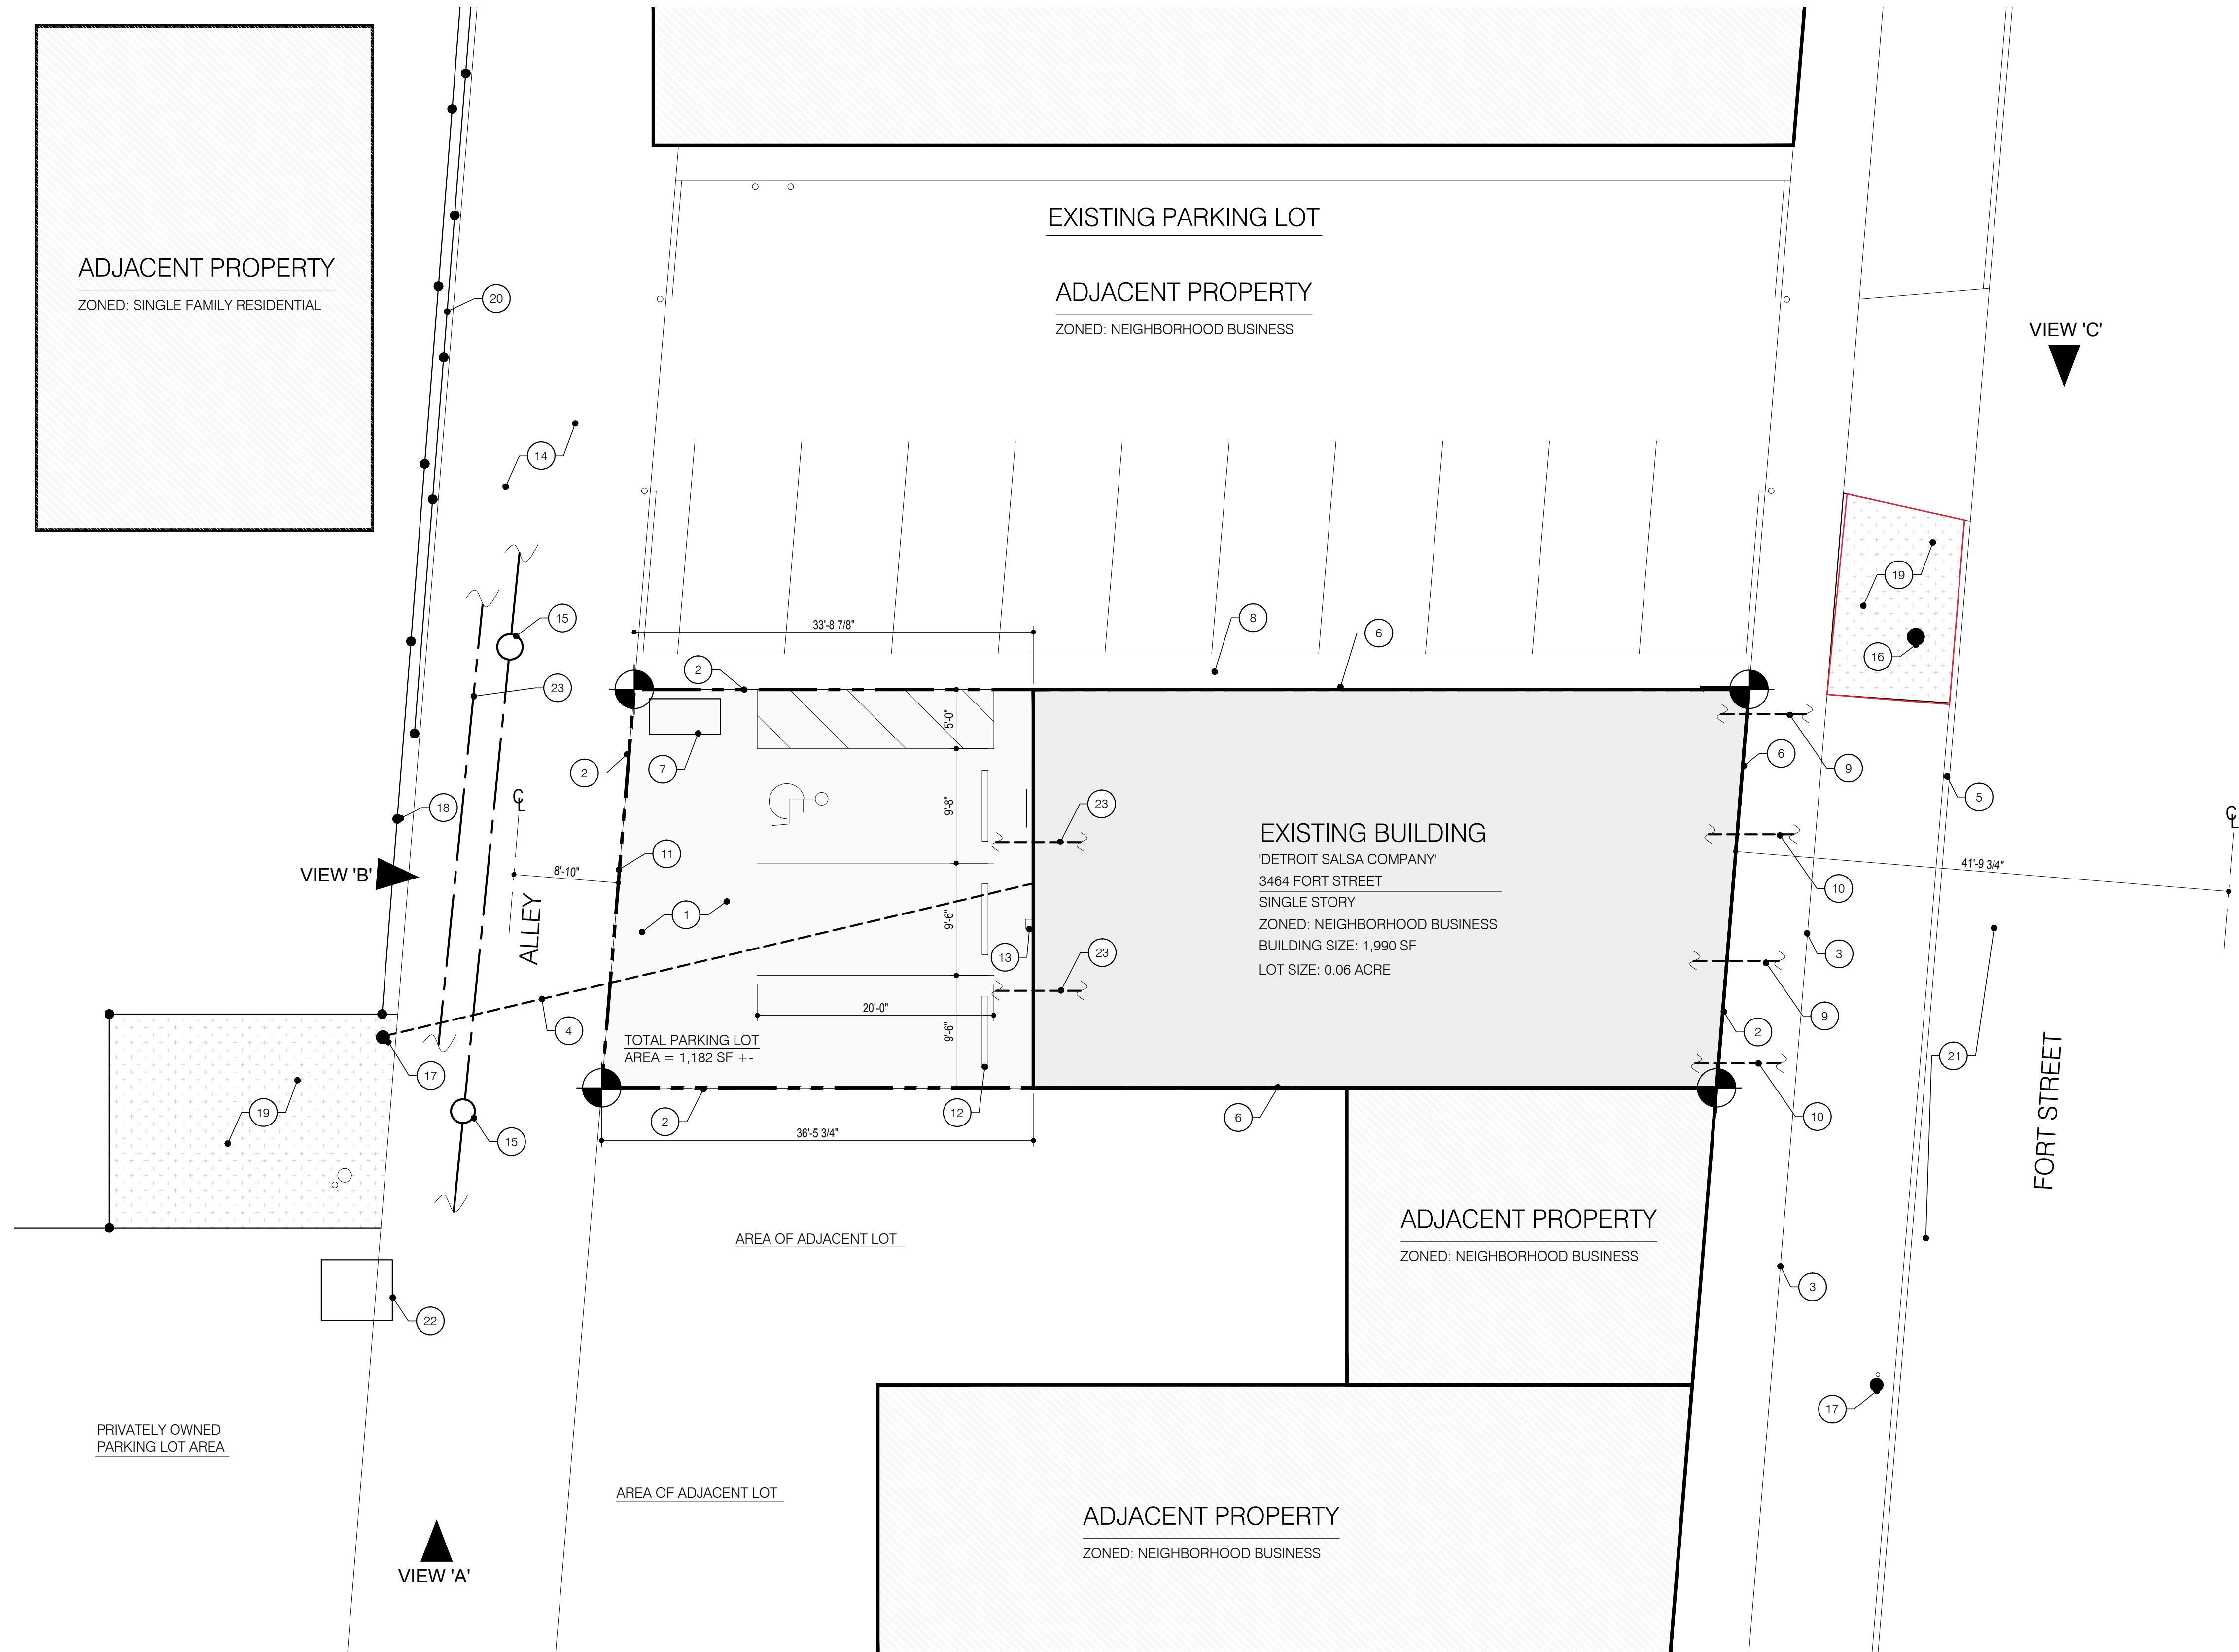 EXISTING PARKING LOT
ADJACENT PROPERTY
ZONED: SINGLE FAMILY RESIDENTIAL
20
ADJACENT PROPERTY
ZONED: NEIGHBORHOOD BUSINESS
VIEW 'C'
14
19
16
15
33'-8 7/8"
8
6
2
23
2
7
5'-0"
6
9
18
℄
9'-8"
23
5
℄
VIEW 'B'
8'-10"
11
ALLEY
1
9'-6"
13
23
EXISTING BUILDING
'DETROIT SALSA COMPANY'
3464 FORT STREET
SINGLE STORY
ZONED: NEIGHBORHOOD BUSINESS
BUILDING SIZE: 1,990 SF
LOT SIZE: 0.06 ACRE
41'-9 3/4"
10
3
9
2
21
FORT STREET
4
20'-0"
9'-6"
TOTAL PARKING LOT
AREA = 1,182 SF +-
17
19
15
2
12
6
10
36'-5 3/4"
AREA OF ADJACENT LOT
ADJACENT PROPERTY
ZONED: NEIGHBORHOOD BUSINESS
3
22
17
PRIVATELY OWNED
PARKING LOT AREA
AREA OF ADJACENT LOT
ADJACENT PROPERTY
ZONED: NEIGHBORHOOD BUSINESS
VIEW 'A'